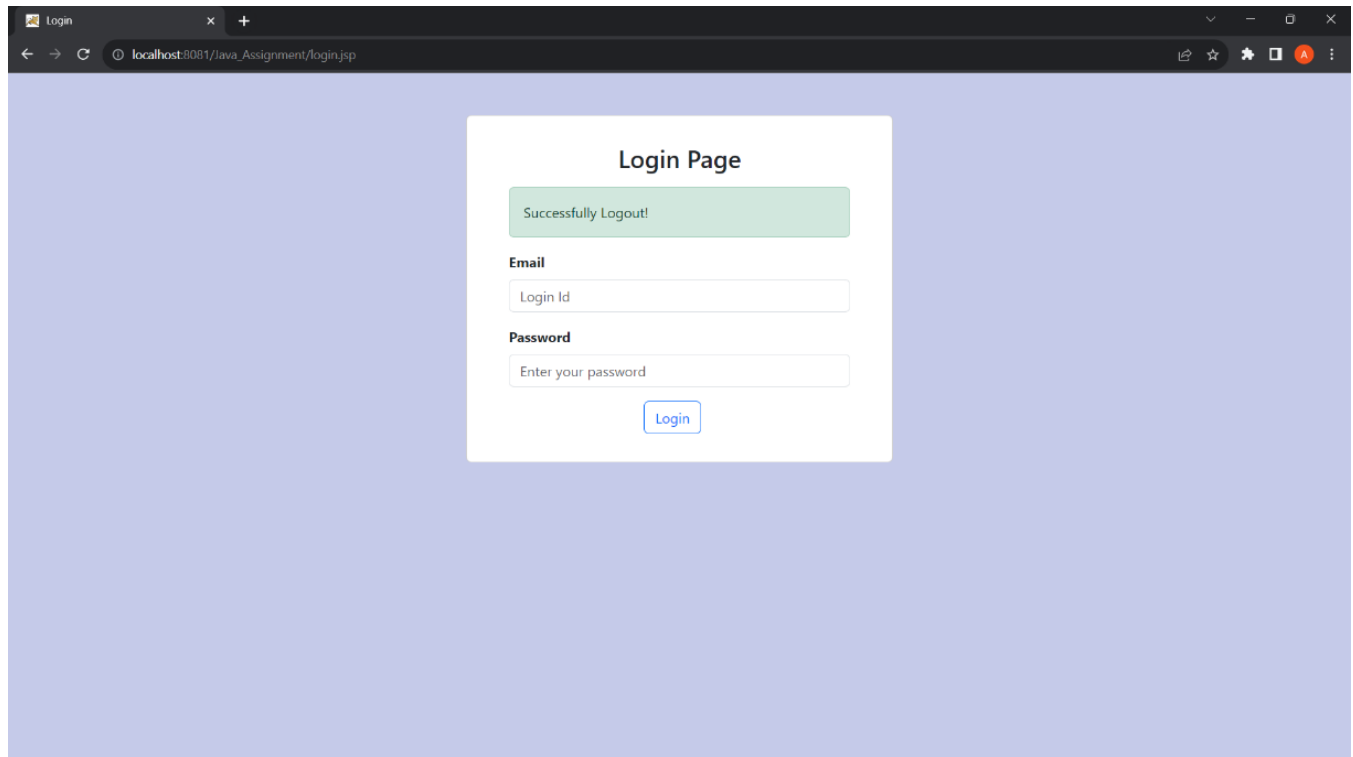 Login
localhost:8081/Java_Assignment/login.jsp
A
Login Page
Successfully Logout!
Email
Login Id
Password
Enter your password
Login